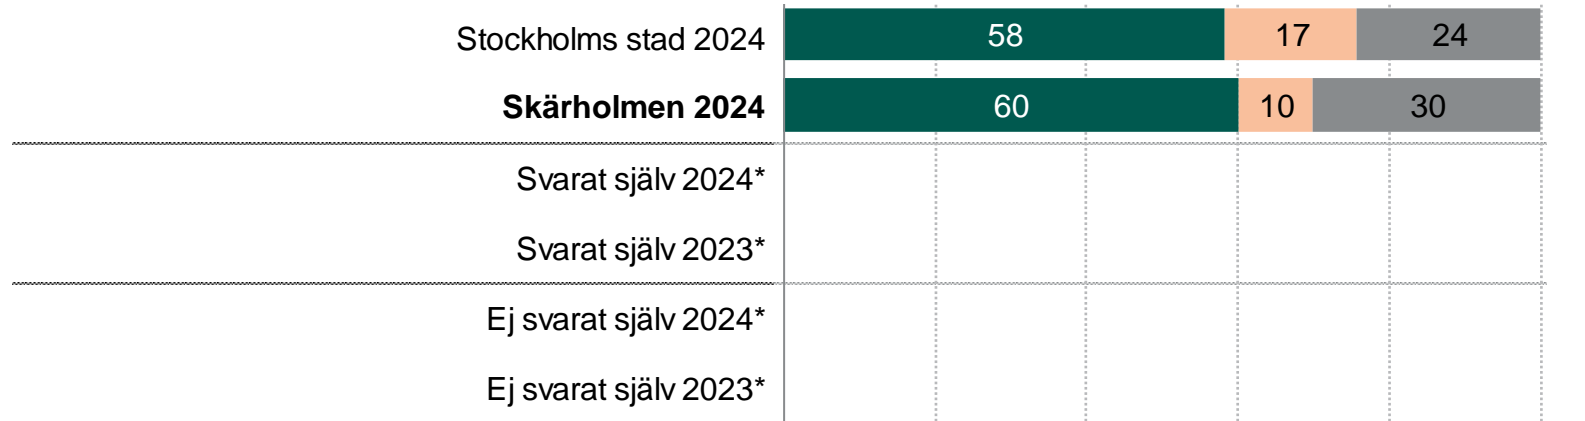 Stockholms stad 2024 58 17 24
Skärholmen 2024 60 10 30
Svarat själv 2024*
Svarat själv 2023*
Ej svarat själv 2024*
Ej svarat själv 2023*